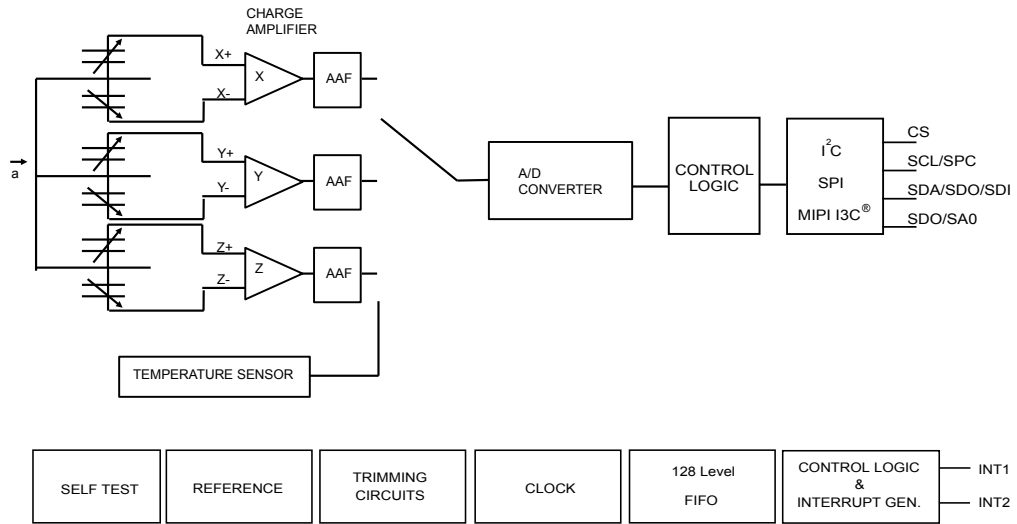 CHARGE
AMPLIFIER
X+
X
AAF
X-
Y+
Y
AAF
Y-
Z+
Z
AAF
Z-
a
TEMPERATURE SENSOR
A/D
CONVERTER
CONTROL
LOGIC
I²C
SPI
MIPI I3C®
CS
SCL/SPC
SDA/SDO/SDI
SDO/SA0
SELF TEST
REFERENCE
TRIMMING
CIRCUITS
CLOCK
128 Level
FIFO
CONTROL LOGIC
&
INTERRUPT GEN.
INT1
INT2